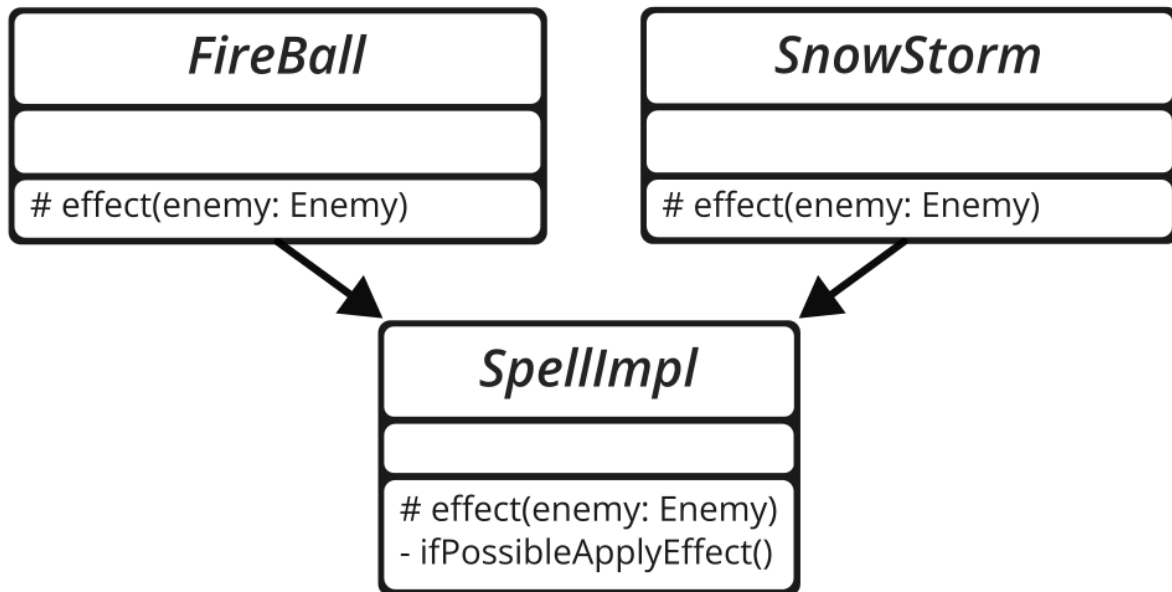 FireBall
# effect(enemy: Enemy)
SnowStorm
# effect(enemy: Enemy)
SpellImpl
# effect(enemy: Enemy)
- ifPossibleApplyEffect()